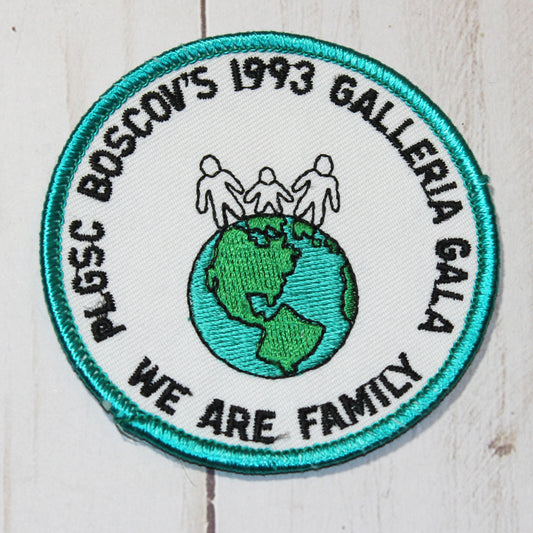 PLGSC BOSCOV'S 1993 GALLERIA GALA
WE ARE FAMILY